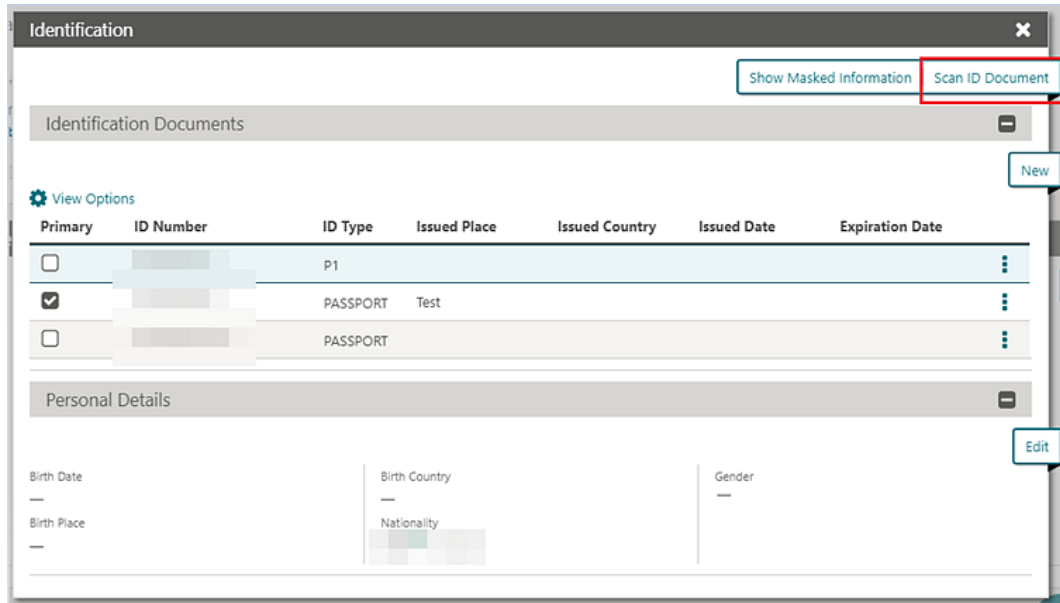 Identification
Show Masked Information Scan ID Document
Identification Documents
New
View Options
Primary ID Number ID Type Issued Place Issued Country Issued Date Expiration Date
P1
PASSPORT Test
PASSPORT
Personal Details
Edit
Birth Date Birth Country Gender
— — —
Birth Place Nationality
—